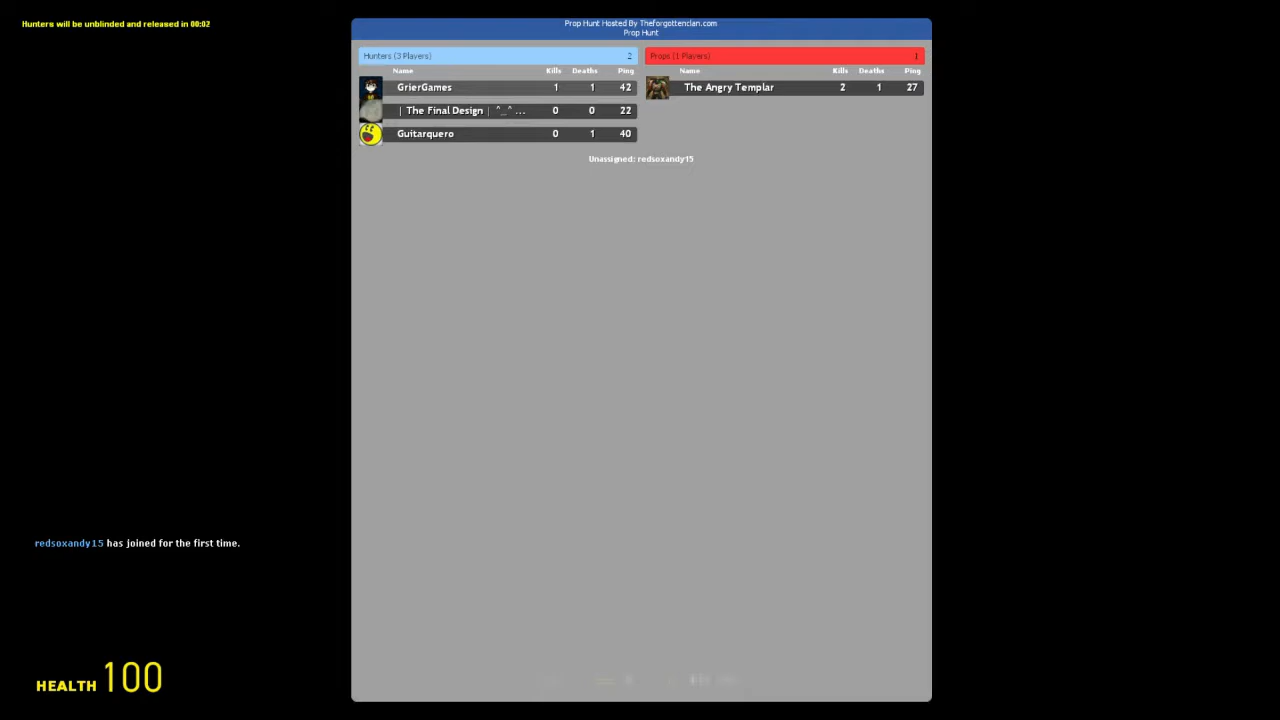 Hunters will be unblinded and released in 00:02
Prop Hunt Hosted By Theforgottenclan.com
Prop Hunt
Hunters (3 Players) 2
Name Kills Deaths Ping
GrierGames 1 1 42
| The Final Design | ^_^ ... 0 0 22
Guitarquero 0 1 40
Props (1 Players) 1
Name Kills Deaths Ping
The Angry Templar 2 1 27
Unassigned: redsoxandy15
redsoxandy15 has joined for the first time.
HEALTH 100